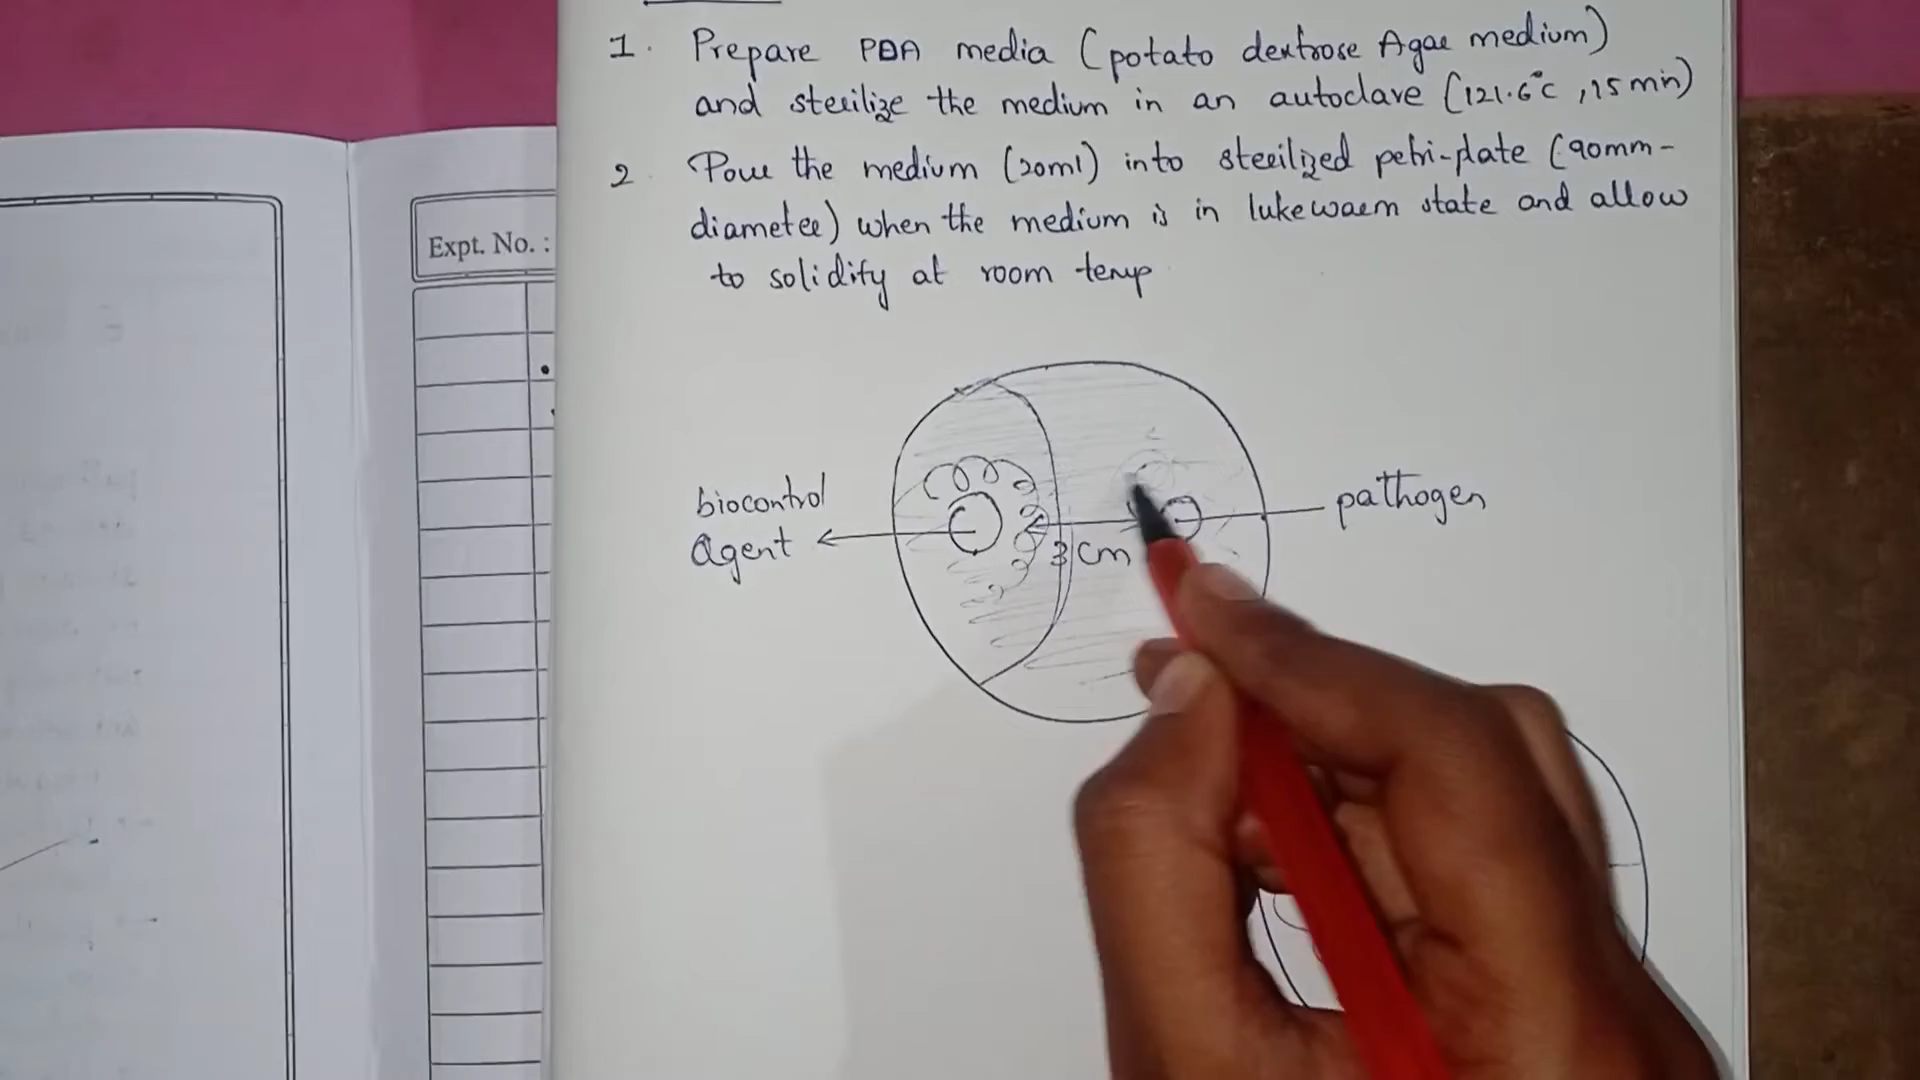 1. Prepare PDA media (potato dextrose Agar medium)
and sterilize the medium in an autoclave (121.6°c, 15 min)
2. Pour the medium (20ml) into sterilized petri-plate (90mm-
diameter) when the medium is in lukewarm state and allow
to solidify at room temp
Expt. No. :
biocontrol
agent
3 cm
pathogen